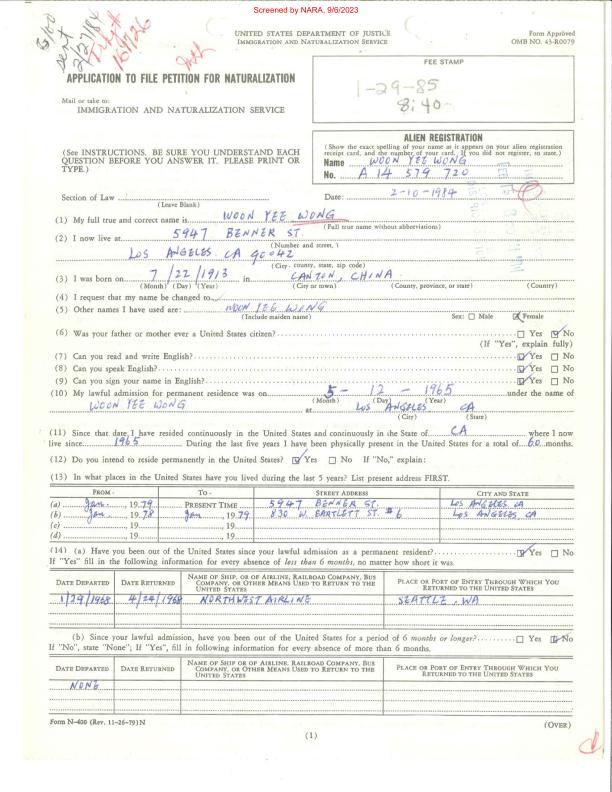 Screened by NARA, 9/6/2023
UNITED STATES DEPARTMENT OF JUSTICE
IMMIGRATION AND NATURALIZATION SERVICE
Form Approved
OMB NO. 43-R0079
sent
2/27/84
APPLICATION TO FILE PETITION FOR NATURALIZATION
Mail or take to:
IMMIGRATION AND NATURALIZATION SERVICE
FEE STAMP
1-29-85
8:40
(See INSTRUCTIONS. BE SURE YOU UNDERSTAND EACH QUESTION BEFORE YOU ANSWER IT. PLEASE PRINT OR TYPE.)
ALIEN REGISTRATION
(Show the exact spelling of your name as it appears on your alien registration receipt card, and the number of your card. If you did not register, so state.)
Name WOON YEE WONG
No. A 14 579 720
Section of Law
(Leave Blank)
Date: 2-10-1984
(1) My full true and correct name is WOON YEE WONG
(Full true name without abbreviations)
(2) I now live at 5947 BENNER ST.
(Number and street,)
LOS ANGELES CA 90042
(City, county, state, zip code)
(3) I was born on 7/22/1913 in CANTON, CHINA
(Month) (Day) (Year) (City or town) (County, province, or state) (Country)
(4) I request that my name be changed to
(5) Other names I have used are: WOON YEE WONG
(Include maiden name) Sex: Male Female
(6) Was your father or mother ever a United States citizen? Yes No
(If "Yes", explain fully)
(7) Can you read and write English? Yes No
(8) Can you speak English? Yes No
(9) Can you sign your name in English? Yes No
(10) My lawful admission for permanent residence was on 5 - 12 - 1965 under the name of
(Month) (Day) (Year)
WOON YEE WONG at LOS ANGELES CA
(City) (State)
(11) Since that date I have resided continuously in the United States and continuously in the State of CA where I now
live since 1965 During the last five years I have been physically present in the United States for a total of 60 months.
(12) Do you intend to reside permanently in the United States? Yes No If "No," explain:
(13) In what places in the United States have you lived during the last 5 years? List present address FIRST.
FROM - TO - STREET ADDRESS CITY AND STATE
(a) Jan., 19 79 PRESENT TIME 5947 BENNER ST. LOS ANGELES CA
(b) Jan, 19 78 Jan, 19 79 830 W. BARTLETT ST. #6 LOS ANGELES, CA
(c) , 19 , 19
(d) , 19 , 19
(14) (a) Have you been out of the United States since your lawful admission as a permanent resident? Yes No
If "Yes" fill in the following information for every absence of less than 6 months, no matter how short it was.
DATE DEPARTED DATE RETURNED NAME OF SHIP, OR OF AIRLINE, RAILROAD COMPANY, BUS COMPANY, OR OTHER MEANS USED TO RETURN TO THE UNITED STATES PLACE OR PORT OF ENTRY THROUGH WHICH YOU RETURNED TO THE UNITED STATES
1/29/1968 4/24/1968 NORTHWEST AIRLINE SEATTLE, WA
(b) Since your lawful admission, have you been out of the United States for a period of 6 months or longer? Yes No
If "No", state "None"; If "Yes", fill in following information for every absence of more than 6 months.
DATE DEPARTED DATE RETURNED NAME OF SHIP OR OF AIRLINE, RAILROAD COMPANY, BUS COMPANY, OR OTHER MEANS USED TO RETURN TO THE UNITED STATES PLACE OR PORT OF ENTRY THROUGH WHICH YOU RETURNED TO THE UNITED STATES
NONE
Form N-400 (Rev. 11-26-79) N
(OVER)
(1)